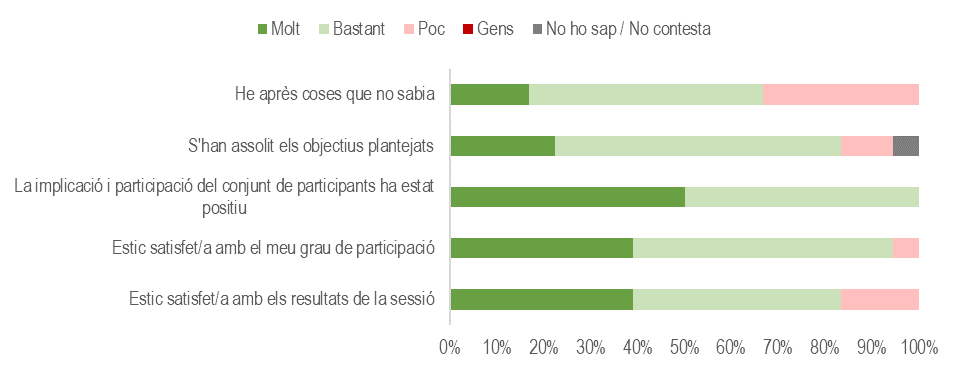 Molt Bastant Poc Gens No ho sap / No contesta
He après coses que no sabia
S'han assolit els objectius plantejats
La implicació i participació del conjunt de participants ha estat
positiu
Estic satisfet/a amb el meu grau de participació
Estic satisfet/a amb els resultats de la sessió
0% 10% 20% 30% 40% 50% 60% 70% 80% 90% 100%